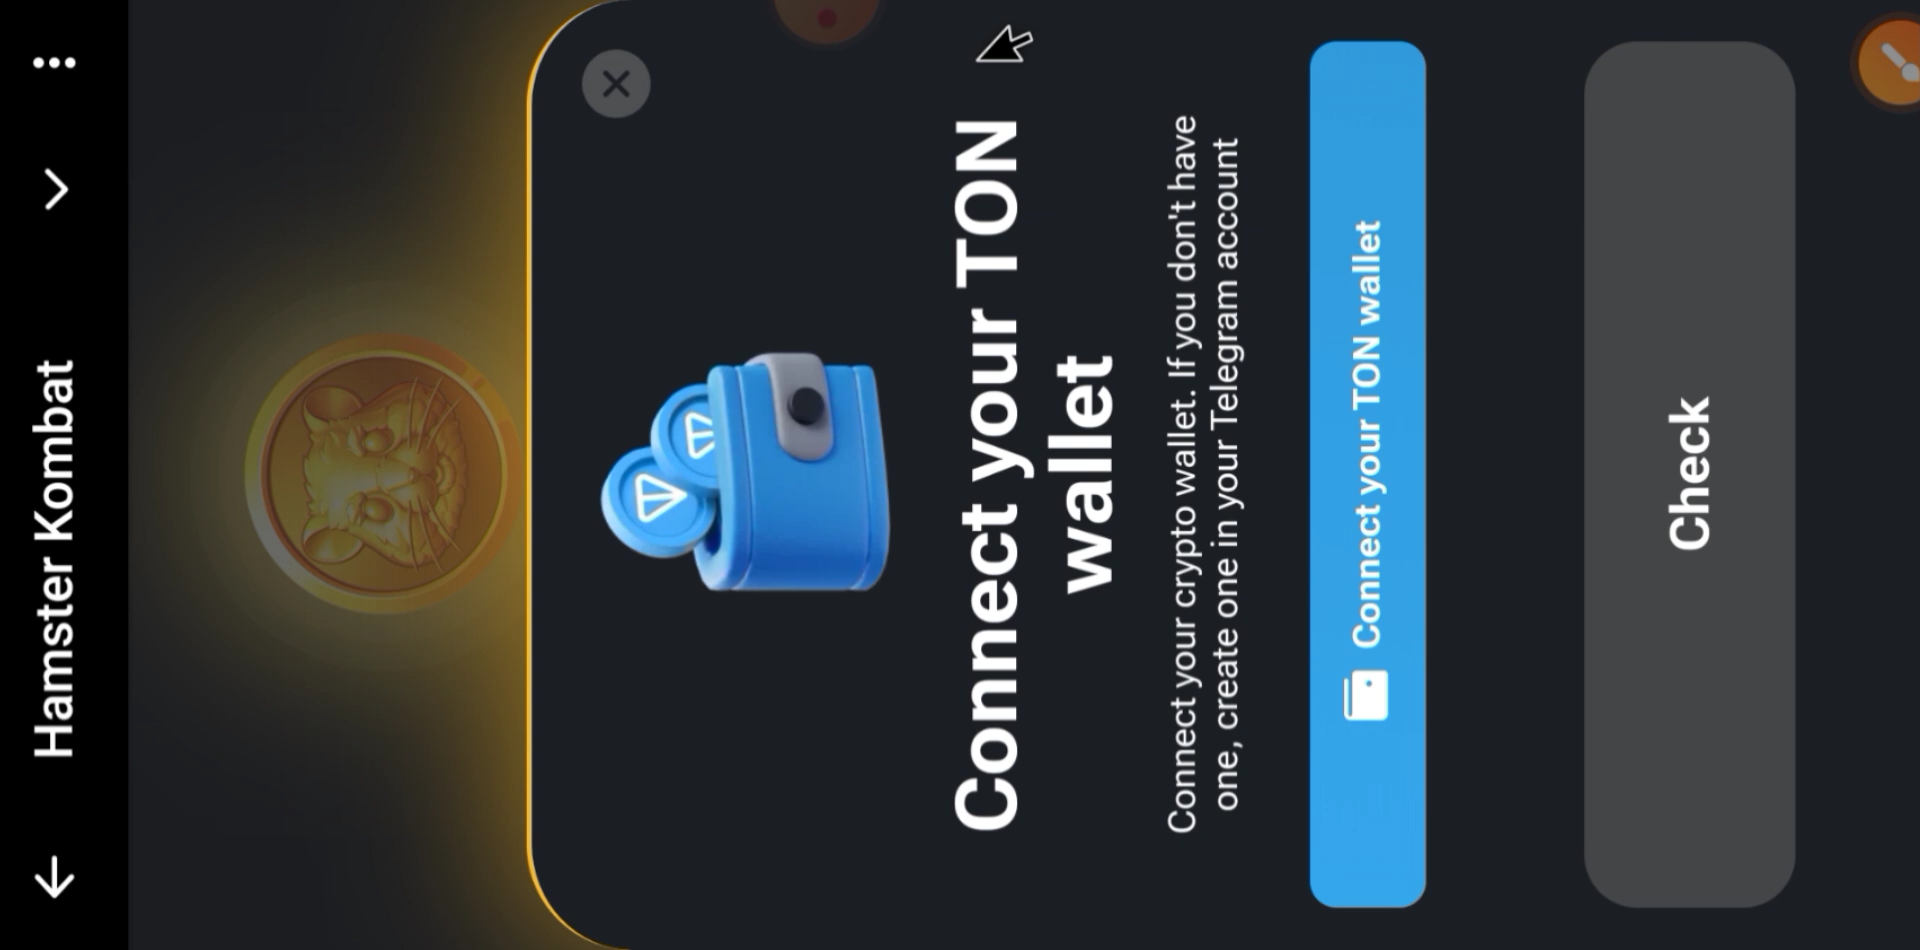 Hamster Kombat
Connect your TON
wallet
Connect your crypto wallet. If you don't have
one, create one in your Telegram account
Connect your TON wallet
Check